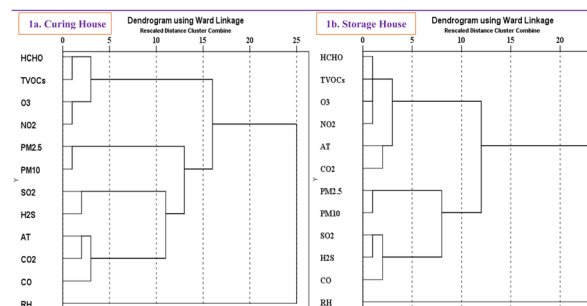 1a. Curing House
Dendrogram using Ward Linkage
Rescaled Distance Cluster Combine
0 5 10 15 20 25
HCHO
TVOCs
O3
NO2
PM2.5
PM10
Y
SO2
H2S
AT
CO2
CO
RH
1b. Storage House
Dendrogram using Ward Linkage
Rescaled Distance Cluster Combine
0 5 10 15 20
HCHO
TVOCs
O3
NO2
AT
CO2
Y
PM2.5
PM10
SO2
H2S
CO
RH